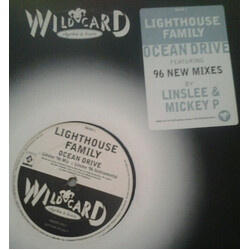 WILDCARD
LIGHTHOUSE
FAMILY
OCEAN DRIVE
FEATURING
96 NEW MIXES
BY
LINSLEE &
MICKEY P
LIGHTHOUSE
FAMILY
OCEAN DRIVE
WILDCARD